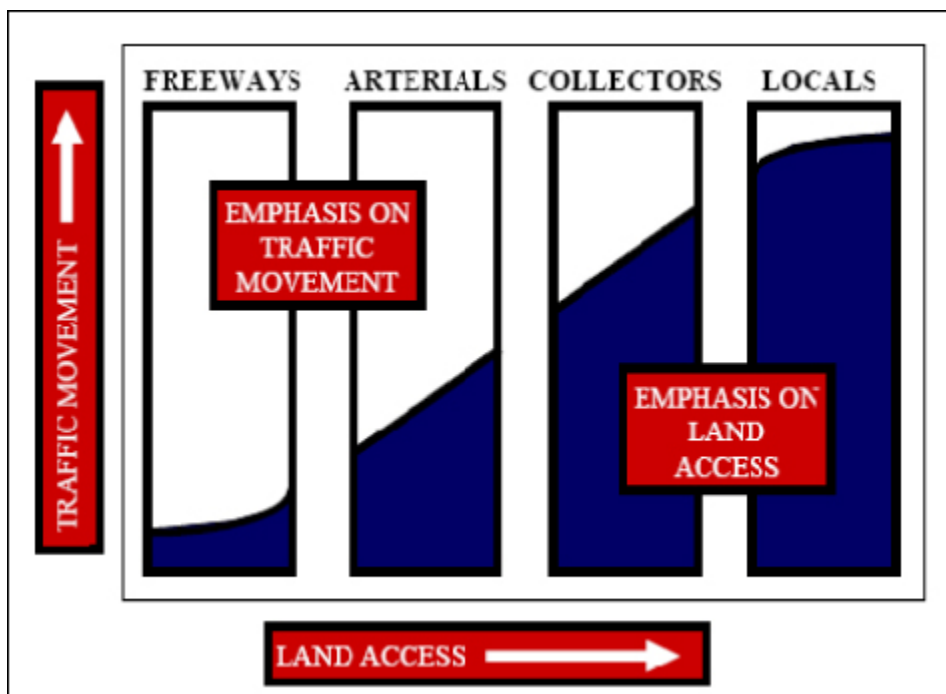 FREEWAYS ARTERIALS COLLECTORS LOCALS
EMPHASIS ON
TRAFFIC
MOVEMENT
TRAFFIC MOVEMENT
EMPHASIS ON
LAND
ACCESS
LAND ACCESS